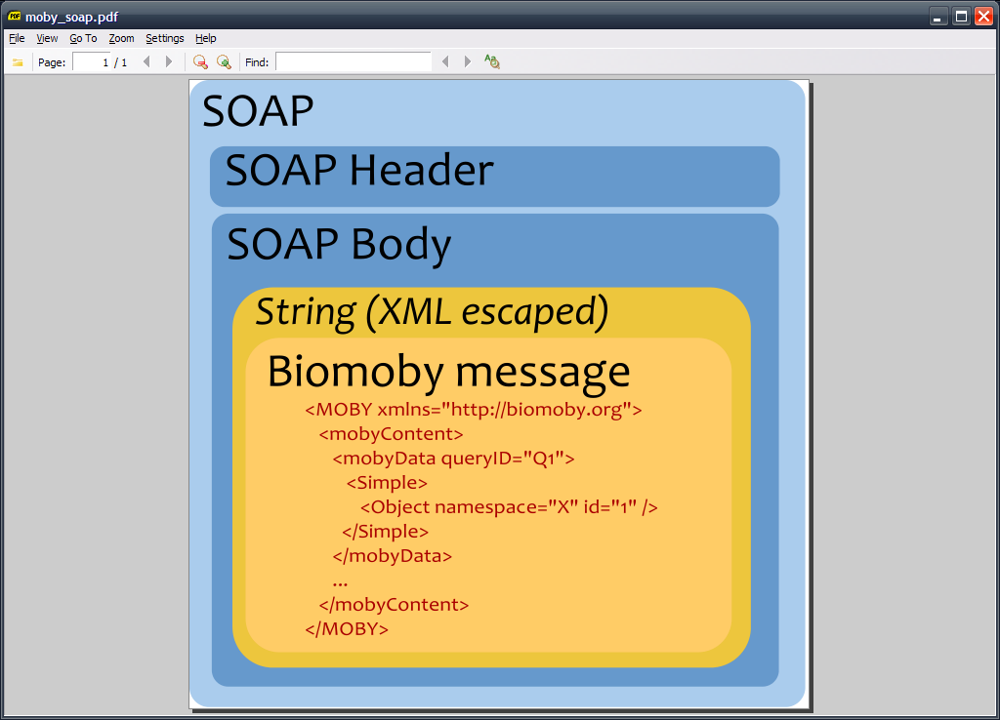 moby_soap.pdf
File View Go To Zoom Settings Help
Page: 1 / 1 Find:
SOAP
SOAP Header
SOAP Body
String (XML escaped)
Biomoby message
<MOBY xmlns="http://biomoby.org">
<mobyContent>
<mobyData queryID="Q1">
<Simple>
<Object namespace="X" id="1" />
</Simple>
</mobyData>
...
</mobyContent>
</MOBY>